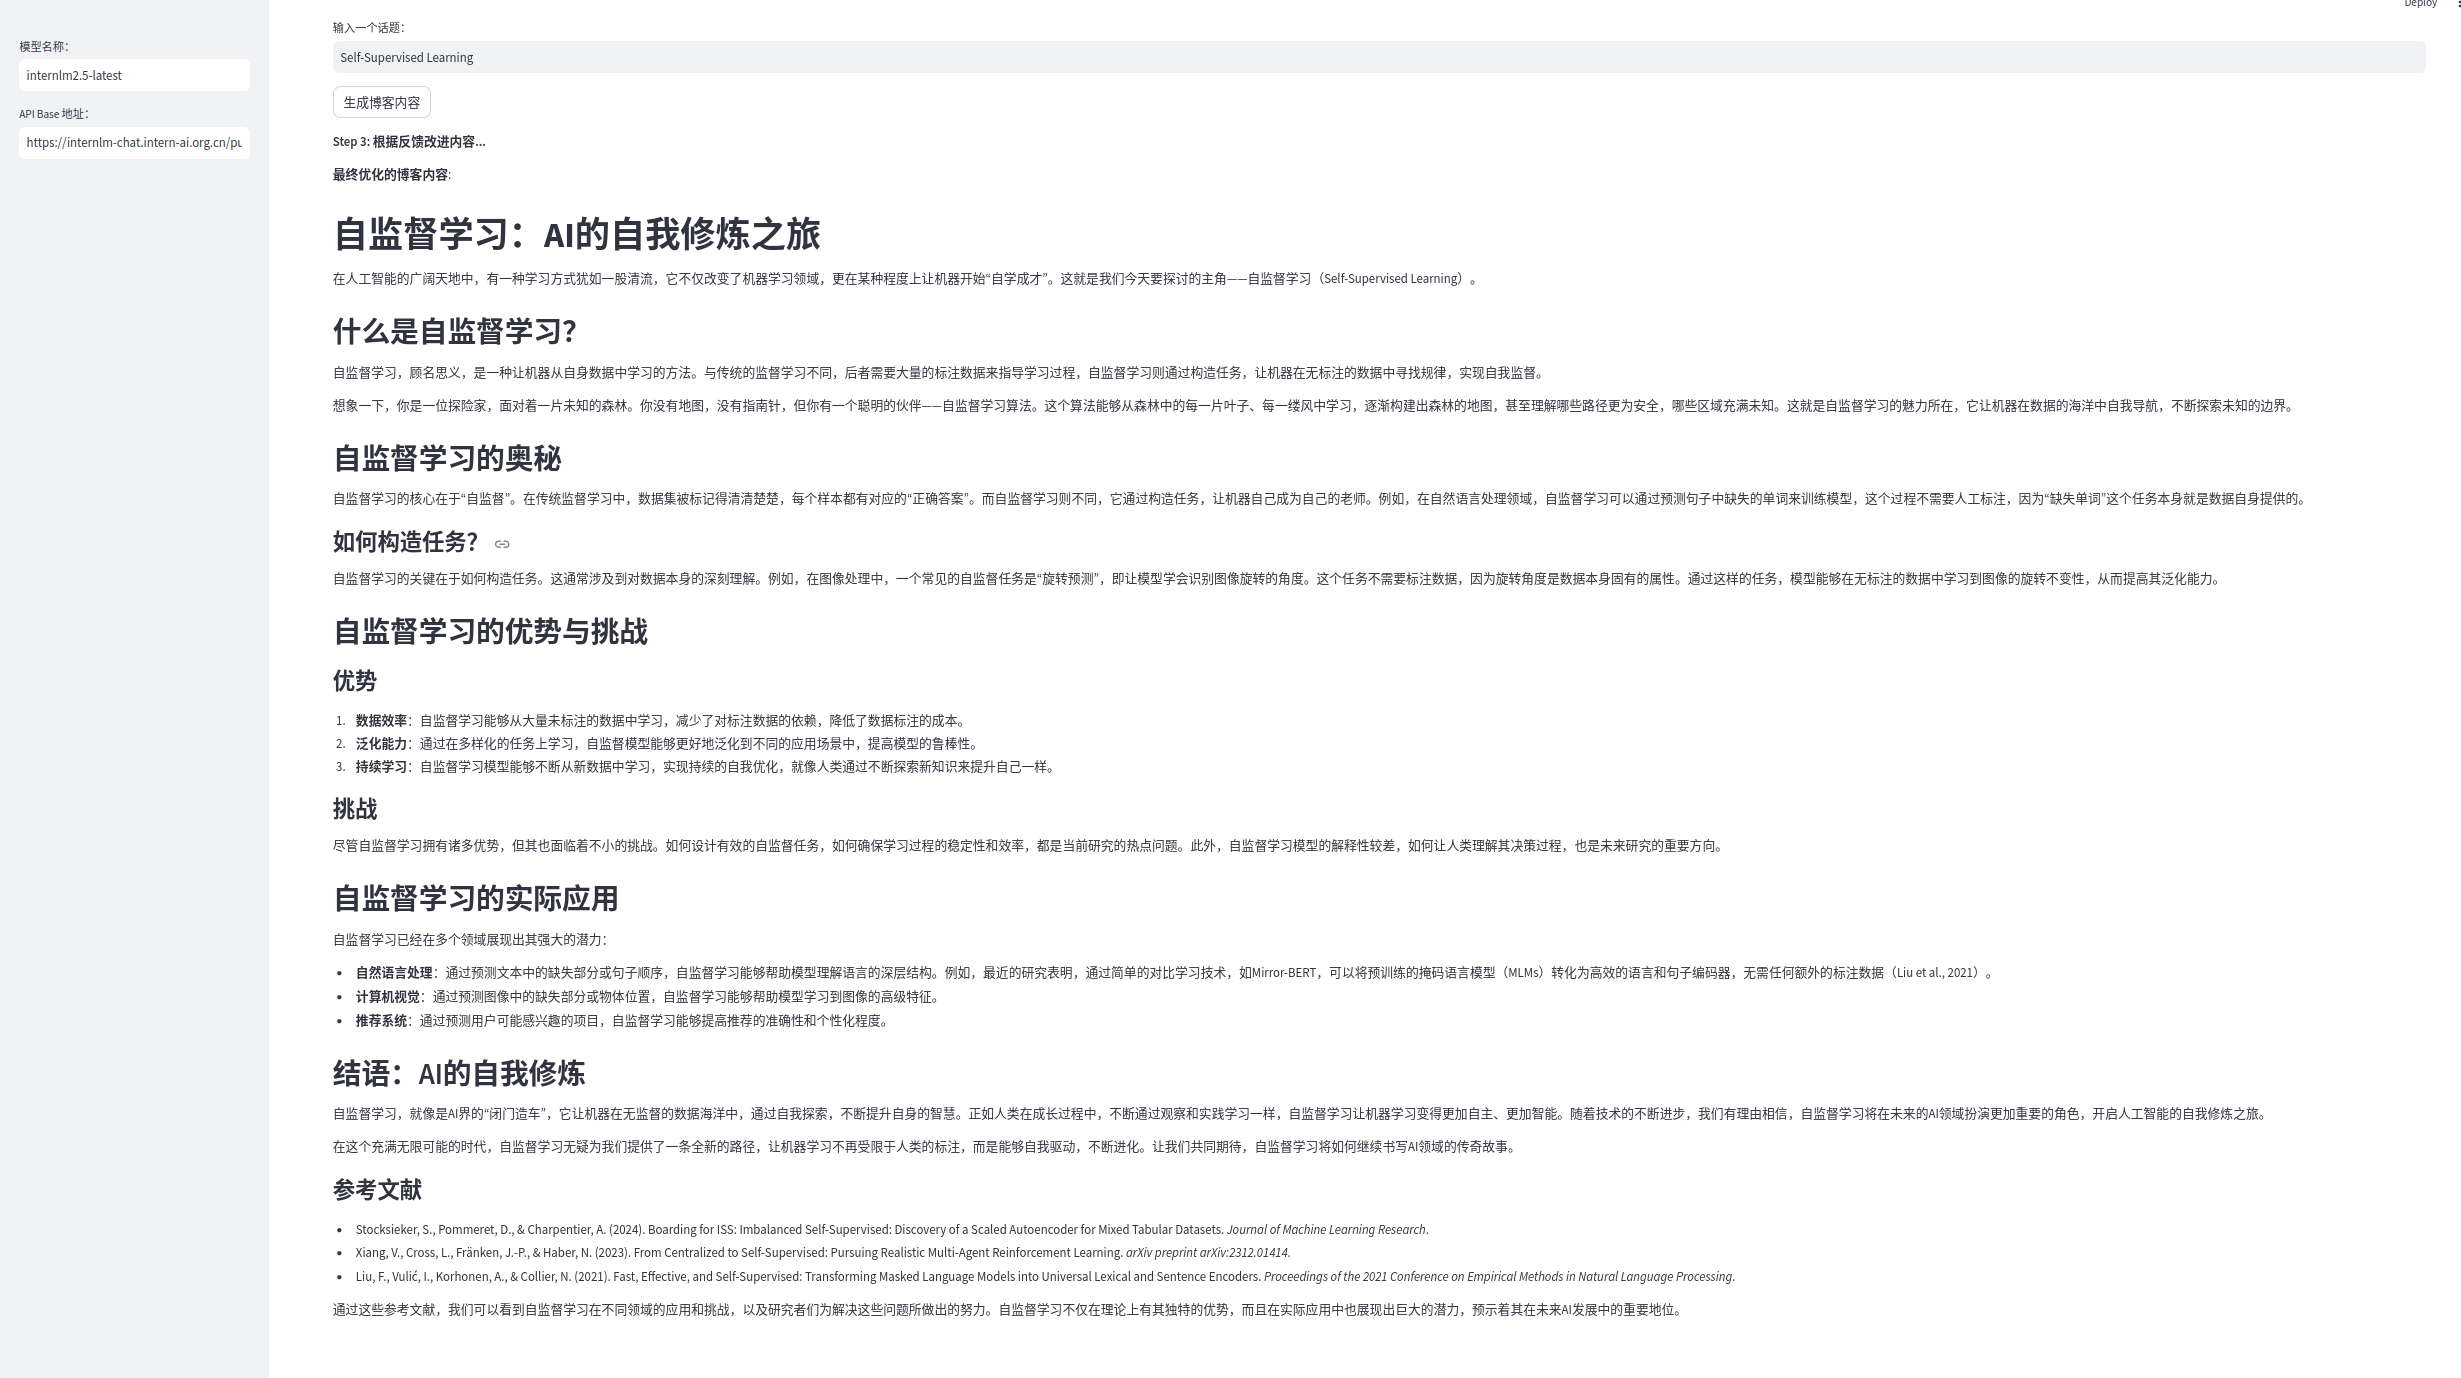 Deploy
模型名称：
internlm2.5-latest
API Base 地址：
https://internlm-chat.intern-ai.org.cn/pu
输入一个话题：
Self-Supervised Learning
生成博客内容
Step 3: 根据反馈改进内容...
最终优化的博客内容:
自监督学习：AI的自我修炼之旅
在人工智能的广阔天地中，有一种学习方式犹如一股清流，它不仅改变了机器学习领域，更在某种程度上让机器开始“自学成才”。这就是我们今天要探讨的主角——自监督学习（Self-Supervised Learning）。
什么是自监督学习？
自监督学习，顾名思义，是一种让机器从自身数据中学习的方法。与传统的监督学习不同，后者需要大量的标注数据来指导学习过程，自监督学习则通过构造任务，让机器在无标注的数据中寻找规律，实现自我监督。
想象一下，你是一位探险家，面对着一片未知的森林。你没有地图，没有指南针，但你有一个聪明的伙伴——自监督学习算法。这个算法能够从森林中的每一片叶子、每一缕风中学习，逐渐构建出森林的地图，甚至理解哪些路径更为安全，哪些区域充满未知。这就是自监督学习的魅力所在，它让机器在数据的海洋中自我导航，不断探索未知的边界。
自监督学习的奥秘
自监督学习的核心在于“自监督”。在传统监督学习中，数据集被标记得清清楚楚，每个样本都有对应的“正确答案”。而自监督学习则不同，它通过构造任务，让机器自己成为自己的老师。例如，在自然语言处理领域，自监督学习可以通过预测句子中缺失的单词来训练模型，这个过程不需要人工标注，因为“缺失单词”这个任务本身就是数据自身提供的。
如何构造任务？
自监督学习的关键在于如何构造任务。这通常涉及到对数据本身的深刻理解。例如，在图像处理中，一个常见的自监督任务是“旋转预测”，即让模型学会识别图像旋转的角度。这个任务不需要标注数据，因为旋转角度是数据本身固有的属性。通过这样的任务，模型能够在无标注的数据中学习到图像的旋转不变性，从而提高其泛化能力。
自监督学习的优势与挑战
优势
1. 数据效率：自监督学习能够从大量未标注的数据中学习，减少了对标注数据的依赖，降低了数据标注的成本。
2. 泛化能力：通过在多样化的任务上学习，自监督模型能够更好地泛化到不同的应用场景中，提高模型的鲁棒性。
3. 持续学习：自监督学习模型能够不断从新数据中学习，实现持续的自我优化，就像人类通过不断探索新知识来提升自己一样。
挑战
尽管自监督学习拥有诸多优势，但其也面临着不小的挑战。如何设计有效的自监督任务，如何确保学习过程的稳定性和效率，都是当前研究的热点问题。此外，自监督学习模型的解释性较差，如何让人类理解其决策过程，也是未来研究的重要方向。
自监督学习的实际应用
自监督学习已经在多个领域展现出其强大的潜力：
• 自然语言处理：通过预测文本中的缺失部分或句子顺序，自监督学习能够帮助模型理解语言的深层结构。例如，最近的研究表明，通过简单的对比学习技术，如Mirror-BERT，可以将预训练的掩码语言模型（MLMs）转化为高效的语言和句子编码器，无需任何额外的标注数据（Liu et al., 2021）。
• 计算机视觉：通过预测图像中的缺失部分或物体位置，自监督学习能够帮助模型学习到图像的高级特征。
• 推荐系统：通过预测用户可能感兴趣的项目，自监督学习能够提高推荐的准确性和个性化程度。
结语：AI的自我修炼
自监督学习，就像是AI界的“闭门造车”，它让机器在无监督的数据海洋中，通过自我探索，不断提升自身的智慧。正如人类在成长过程中，不断通过观察和实践学习一样，自监督学习让机器学习变得更加自主、更加智能。随着技术的不断进步，我们有理由相信，自监督学习将在未来的AI领域扮演更加重要的角色，开启人工智能的自我修炼之旅。
在这个充满无限可能的时代，自监督学习无疑为我们提供了一条全新的路径，让机器学习不再受限于人类的标注，而是能够自我驱动，不断进化。让我们共同期待，自监督学习将如何继续书写AI领域的传奇故事。
参考文献
• Stocksieker, S., Pommeret, D., & Charpentier, A. (2024). Boarding for ISS: Imbalanced Self-Supervised: Discovery of a Scaled Autoencoder for Mixed Tabular Datasets. Journal of Machine Learning Research.
• Xiang, V., Cross, L., Fränken, J.-P., & Haber, N. (2023). From Centralized to Self-Supervised: Pursuing Realistic Multi-Agent Reinforcement Learning. arXiv preprint arXiv:2312.01414.
• Liu, F., Vulić, I., Korhonen, A., & Collier, N. (2021). Fast, Effective, and Self-Supervised: Transforming Masked Language Models into Universal Lexical and Sentence Encoders. Proceedings of the 2021 Conference on Empirical Methods in Natural Language Processing.
通过这些参考文献，我们可以看到自监督学习在不同领域的应用和挑战，以及研究者们为解决这些问题所做出的努力。自监督学习不仅在理论上有其独特的优势，而且在实际应用中也展现出巨大的潜力，预示着其在未来AI发展中的重要地位。